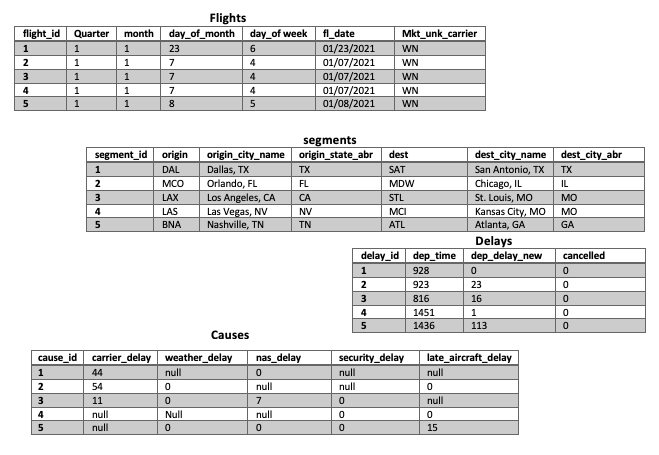 Flights
flight_id Quarter month day_of_month day_of week fl_date Mkt_unk_carrier
1 1 1 23 6 01/23/2021 WN
2 1 1 7 4 01/07/2021 WN
3 1 1 7 4 01/07/2021 WN
4 1 1 7 4 01/07/2021 WN
5 1 1 8 5 01/08/2021 WN
segments
segment_id origin origin_city_name origin_state_abr dest dest_city_name dest_city_abr
1 DAL Dallas, TX TX SAT San Antonio, TX TX
2 MCO Orlando, FL FL MDW Chicago, IL IL
3 LAX Los Angeles, CA CA STL St. Louis, MO MO
4 LAS Las Vegas, NV NV MCI Kansas City, MO MO
5 BNA Nashville, TN TN ATL Atlanta, GA GA
Delays
delay_id dep_time dep_delay_new cancelled
1 928 0 0
2 923 23 0
3 816 16 0
4 1451 1 0
5 1436 113 0
Causes
cause_id carrier_delay weather_delay nas_delay security_delay late_aircraft_delay
1 44 null 0 null null
2 54 0 null null 0
3 11 0 7 0 null
4 null Null null 0 0
5 null 0 0 0 15